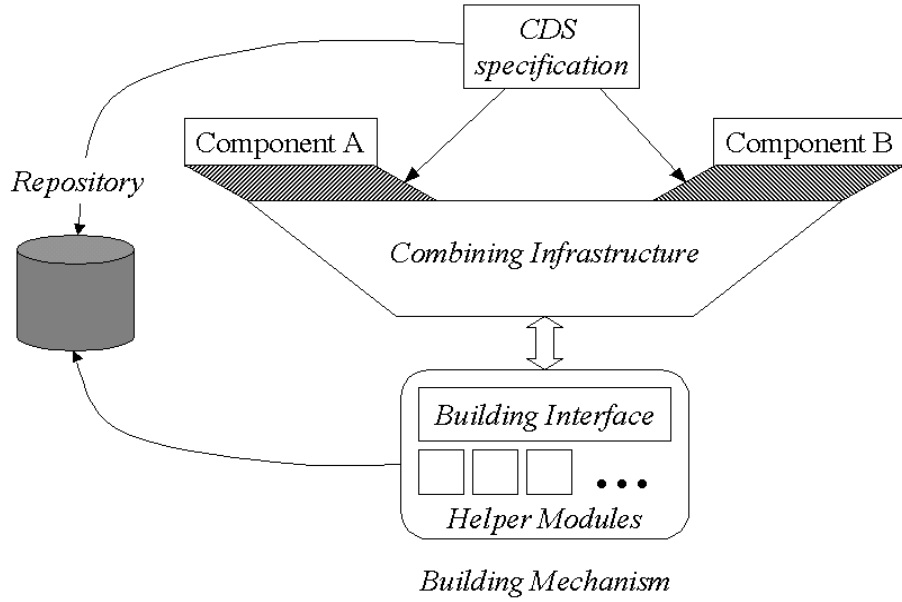 CDS
specification
Component A
Component B
Repository
Combining Infrastructure
Building Interface
Helper Modules
Building Mechanism